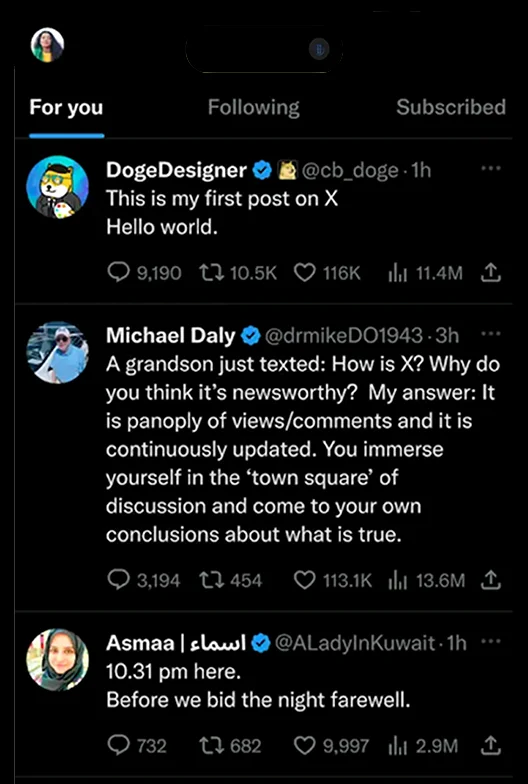 For you Following Subscribed
DogeDesigner @cb_doge · 1h
This is my first post on X
Hello world.
9,190 10.5K 116K 11.4M
Michael Daly @drmikeDO1943 · 3h
A grandson just texted: How is X? Why do
you think it’s newsworthy?  My answer: It
is panoply of views/comments and it is
continuously updated. You immerse
yourself in the ‘town square’ of
discussion and come to your own
conclusions about what is true.
3,194 454 113.1K 13.6M
Asmaa | اسماء @ALadyInKuwait · 1h
10.31 pm here.
Before we bid the night farewell.
732 682 9,997 2.9M